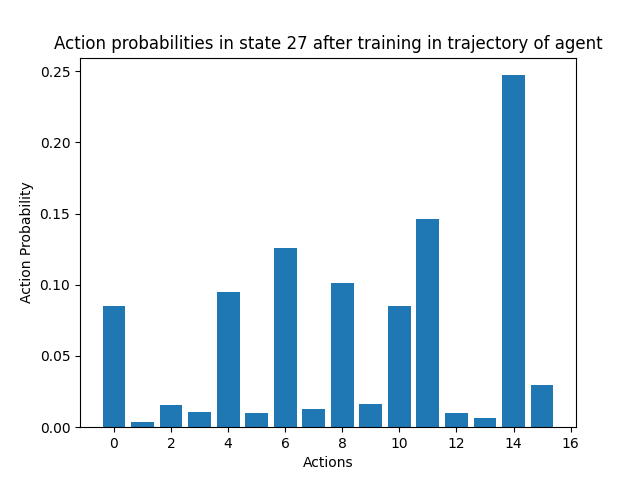 Action probabilities in state 27 after training in trajectory of agent
0.25
0.20
0.15
0.10
0.05
0.00
Action Probability
0 2 4 6 8 10 12 14 16
Actions